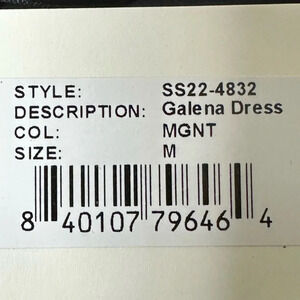 STYLE: SS22-4832
DESCRIPTION: Galena Dress
COL: MGNT
SIZE: M
8 40107 79646 4